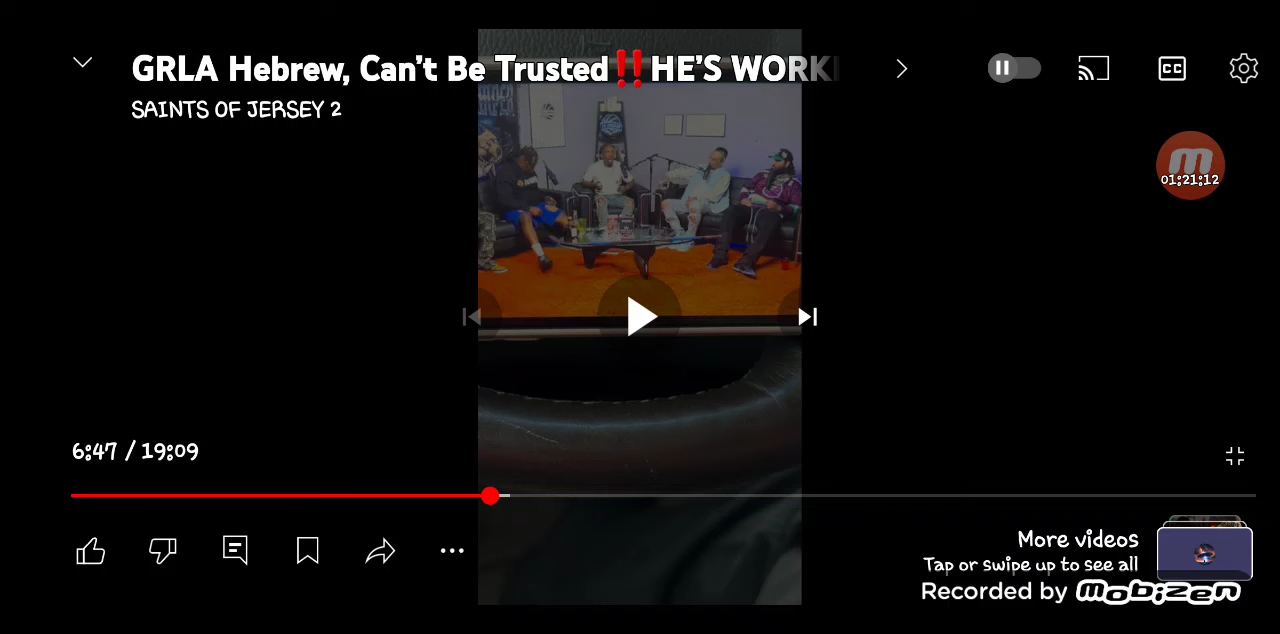 GRLA Hebrew, Can't Be Trusted‼️HE'S WORK
SAINTS OF JERSEY 2
CC
01:21:12
6:47 / 19:09
More videos
Tap or swipe up to see all
Recorded by MOBIZEN